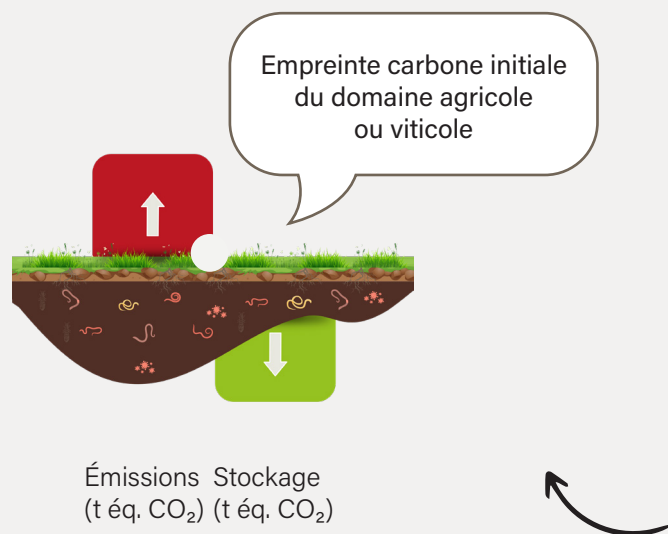 Empreinte carbone initiale
du domaine agricole
ou viticole
Émissions Stockage
(t éq. CO₂) (t éq. CO₂)